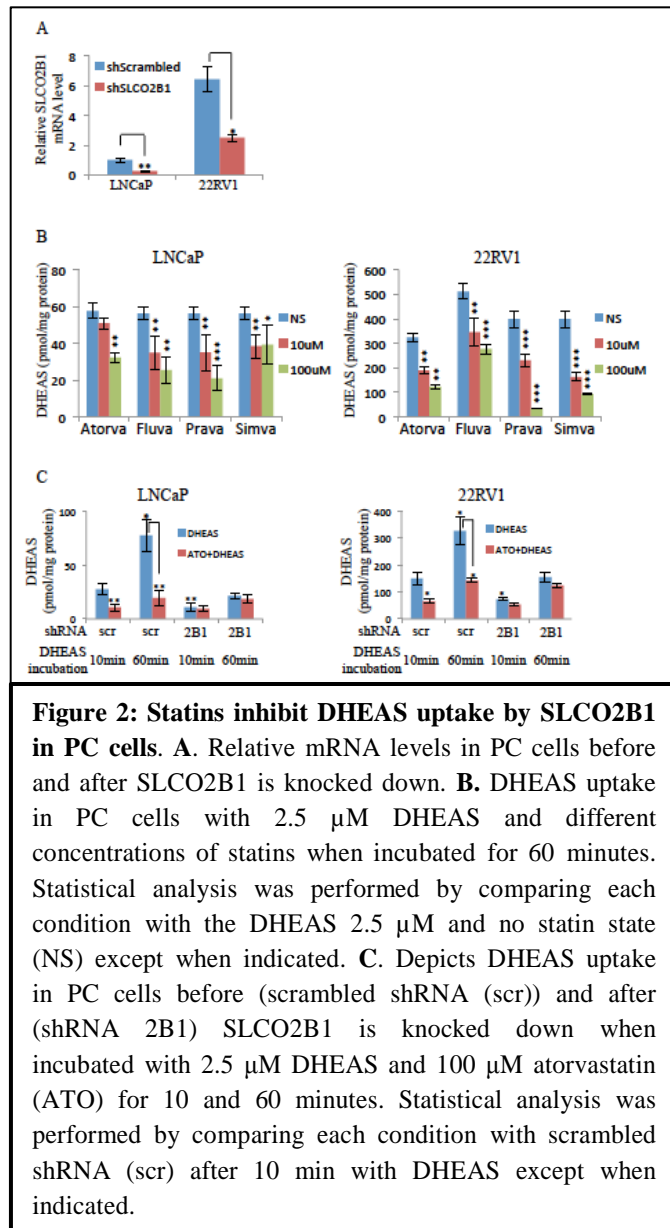 A
Relative SLCO2B1
mRNA level
8
6
4
2
0
shScrambled
shSLCO2B1
**
*
LNCaP
22RV1
B
LNCaP
DHEAS (pmol/mg protein)
80
60
40
20
0
**
**
**
**
***
**
*
NS
10uM
100uM
Atorva
Fluva
Prava
Simva
22RV1
DHEAS (pmol/mg protein)
600
500
400
300
200
100
0
**
**
**
***
***
***
***
***
NS
10uM
100uM
Atorva
Fluva
Prava
Simva
C
LNCaP
DHEAS
(pmol/mg protein)
100
50
0
DHEAS
ATO+DHEAS
**
*
**
**
shRNA scr scr 2B1 2B1
DHEAS
incubation 10min 60min 10min 60min
22RV1
DHEAS
(pmol/mg protein)
400
300
200
100
0
DHEAS
ATO+DHEAS
*
*
*
*
shRNA scr scr 2B1 2B1
DHEAS
incubation 10min 60min 10min 60min
Figure 2: Statins inhibit DHEAS uptake by SLCO2B1
in PC cells. A. Relative mRNA levels in PC cells before
and after SLCO2B1 is knocked down. B. DHEAS uptake
in PC cells with 2.5 µM DHEAS and different
concentrations of statins when incubated for 60 minutes.
Statistical analysis was performed by comparing each
condition with the DHEAS 2.5 µM and no statin state
(NS) except when indicated. C. Depicts DHEAS uptake
in PC cells before (scrambled shRNA (scr)) and after
(shRNA 2B1) SLCO2B1 is knocked down when
incubated with 2.5 µM DHEAS and 100 µM atorvastatin
(ATO) for 10 and 60 minutes. Statistical analysis was
performed by comparing each condition with scrambled
shRNA (scr) after 10 min with DHEAS except when
indicated.